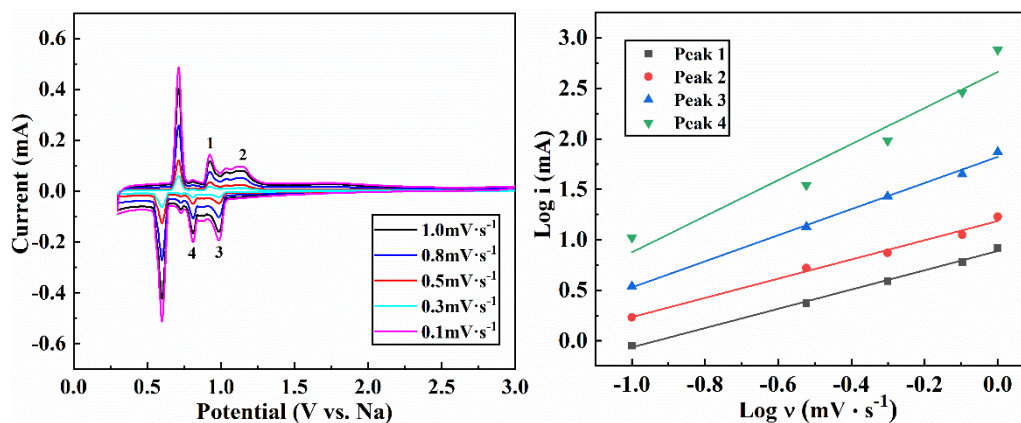 0.6
0.4
0.2
0.0
-0.2
-0.4
-0.6
Current (mA)
1
2
4
3
1.0mV·s-1
0.8mV·s-1
0.5mV·s-1
0.3mV·s-1
0.1mV·s-1
0.0
0.5
1.0
1.5
2.0
2.5
3.0
Potential (V vs. Na)
3.0
2.5
2.0
1.5
1.0
0.5
0.0
Log i (mA)
Peak 1
Peak 2
Peak 3
Peak 4
-1.0
-0.8
-0.6
-0.4
-0.2
0.0
Log ν (mV · s-1)